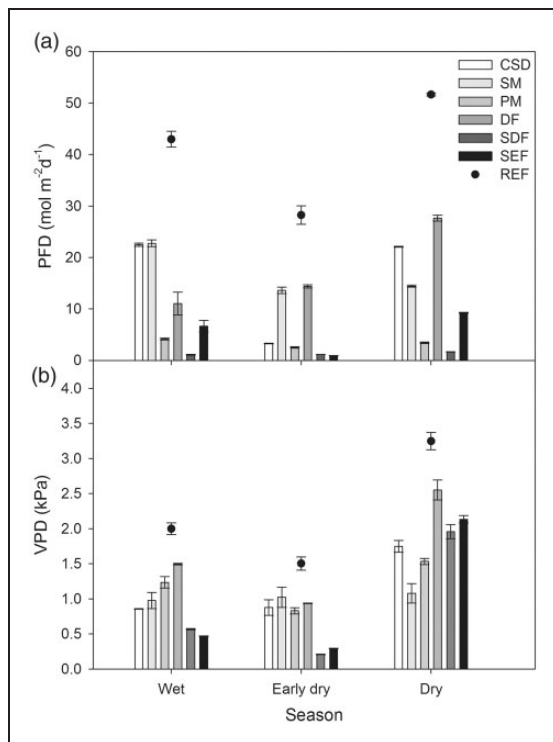 (a)
60
50
40
30
20
10
0
PFD (mol m⁻²d⁻¹)
CSD
SM
PM
DF
SDF
SEF
REF
(b)
4.0
3.5
3.0
2.5
2.0
1.5
1.0
0.5
0.0
VPD (kPa)
Wet Early dry Dry
Season